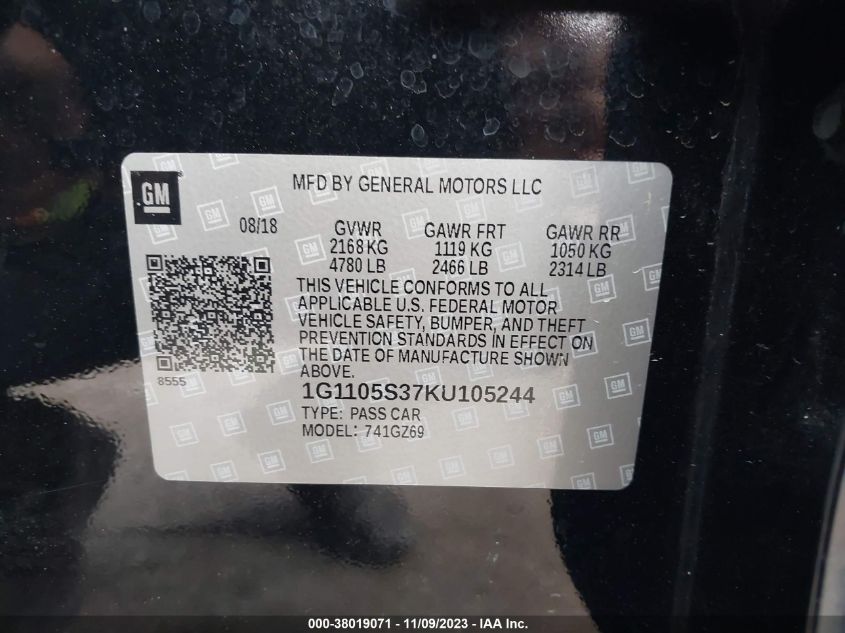 GM
MFD BY GENERAL MOTORS LLC
08/18 GVWR GAWR FRT GAWR RR
2168 KG 1119 KG 1050 KG
4780 LB 2466 LB 2314 LB
THIS VEHICLE CONFORMS TO ALL
APPLICABLE U.S. FEDERAL MOTOR
VEHICLE SAFETY, BUMPER, AND THEFT
PREVENTION STANDARDS IN EFFECT ON
THE DATE OF MANUFACTURE SHOWN
ABOVE.
8555
1G1105S37KU105244
TYPE: PASS CAR
MODEL: 741GZ69
000-38019071 - 11/09/2023 - IAA Inc.